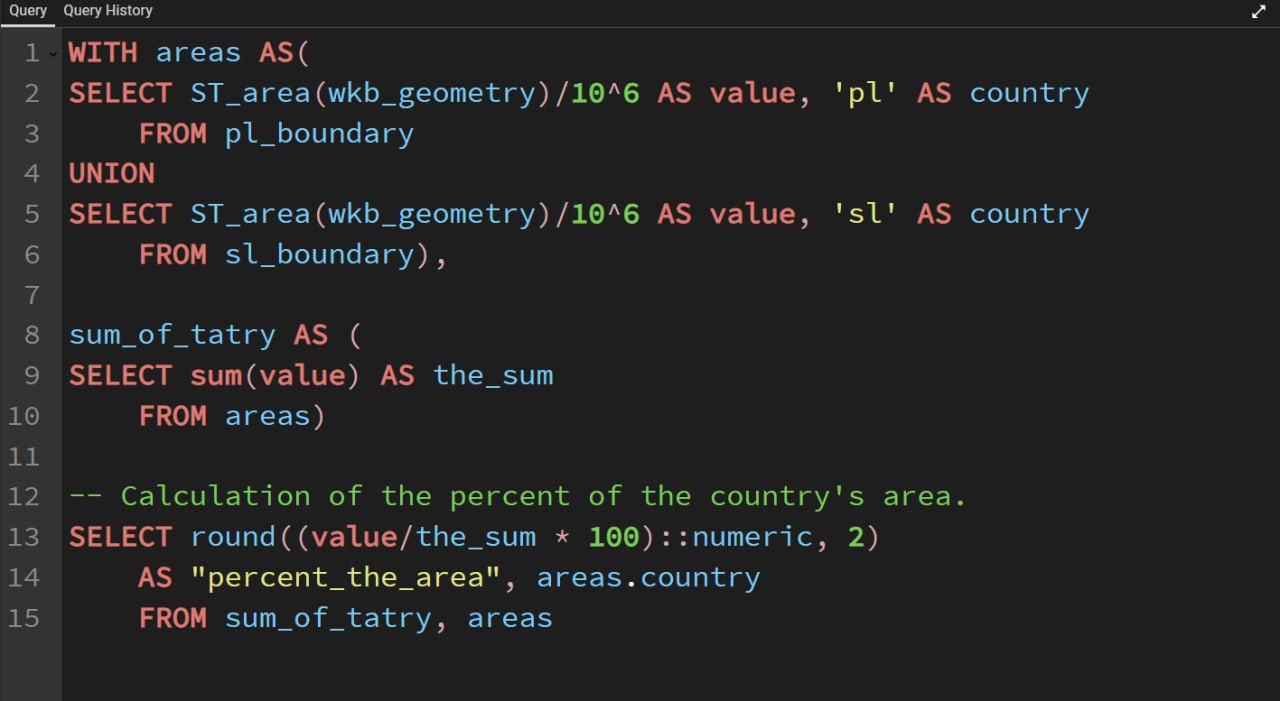 Query Query History
1 WITH areas AS(
2 SELECT ST_area(wkb_geometry)/10^6 AS value, 'pl' AS country
3     FROM pl_boundary
4 UNION
5 SELECT ST_area(wkb_geometry)/10^6 AS value, 'sl' AS country
6     FROM sl_boundary),
7
8 sum_of_tatry AS (
9 SELECT sum(value) AS the_sum
10     FROM areas)
11
12 -- Calculation of the percent of the country's area.
13 SELECT round((value/the_sum * 100)::numeric, 2)
14     AS "percent_the_area", areas.country
15     FROM sum_of_tatry, areas